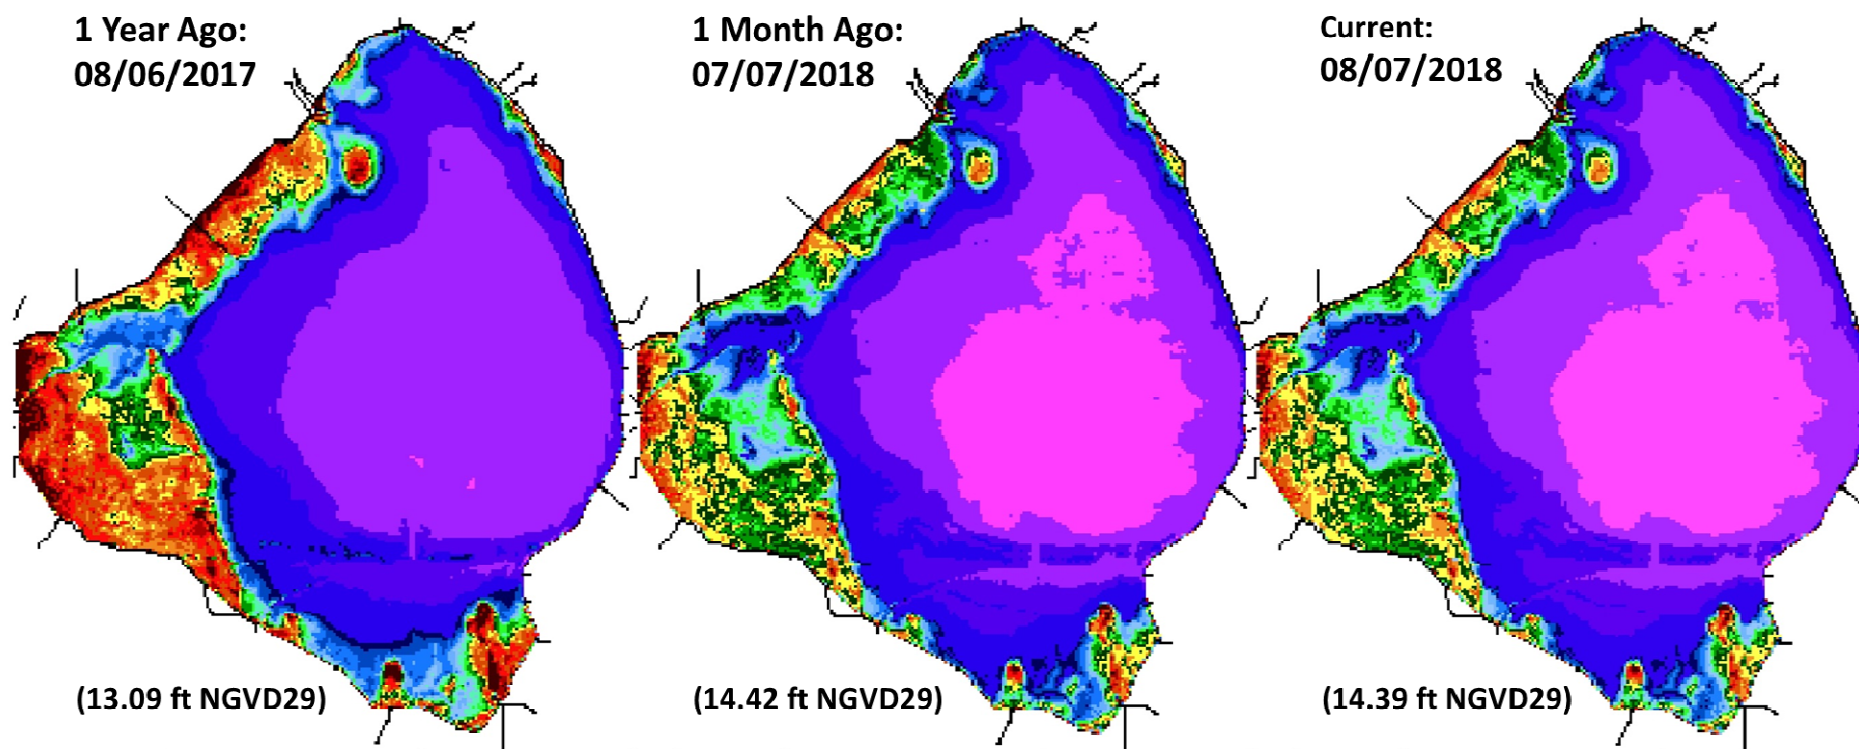 1 Year Ago:
08/06/2017
1 Month Ago:
07/07/2018
Current:
08/07/2018
(13.09 ft NGVD29)
(14.42 ft NGVD29)
(14.39 ft NGVD29)